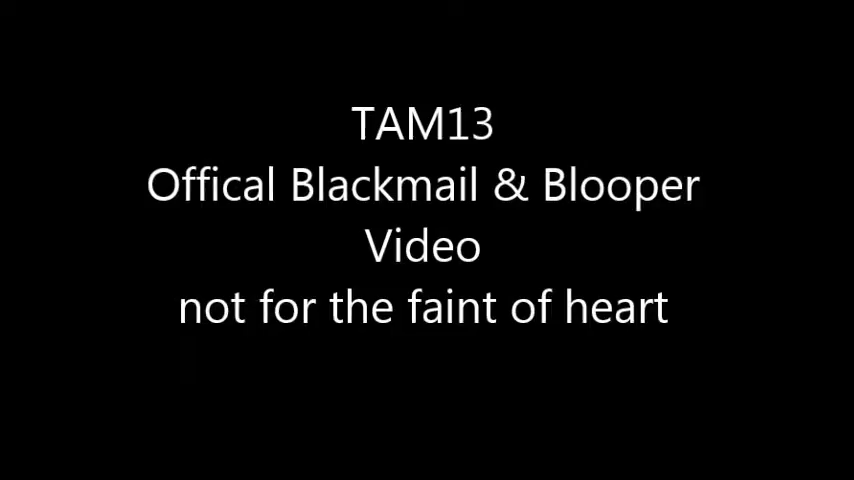 TAM13
Offical Blackmail & Blooper
Video
not for the faint of heart